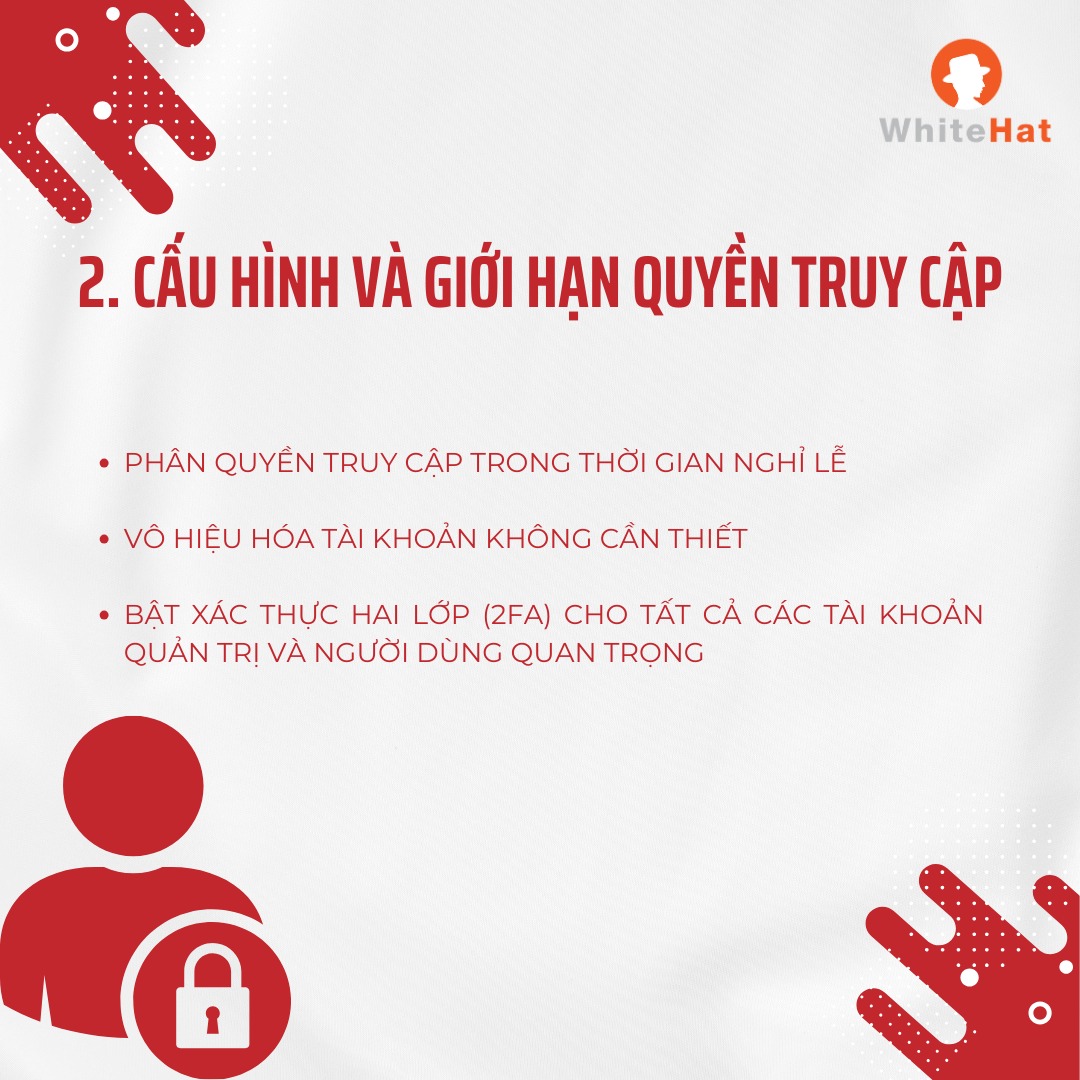 WhiteHat
2. CẤU HÌNH VÀ GIỚI HẠN QUYỀN TRUY CẬP
• PHÂN QUYỀN TRUY CẬP TRONG THỜI GIAN NGHỈ LỄ
• VÔ HIỆU HÓA TÀI KHOẢN KHÔNG CẦN THIẾT
• BẬT XÁC THỰC HAI LỚP (2FA) CHO TẤT CẢ CÁC TÀI KHOẢN
QUẢN TRỊ VÀ NGƯỜI DÙNG QUAN TRỌNG